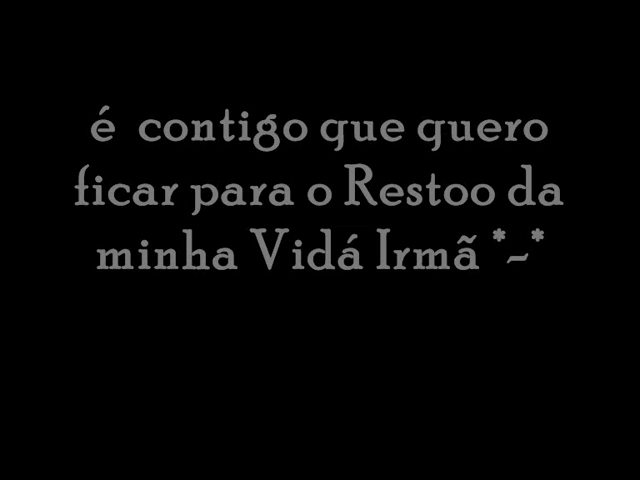 é contigo que quero
ficar para o Restoo da
minha Vidá Irmã *-*